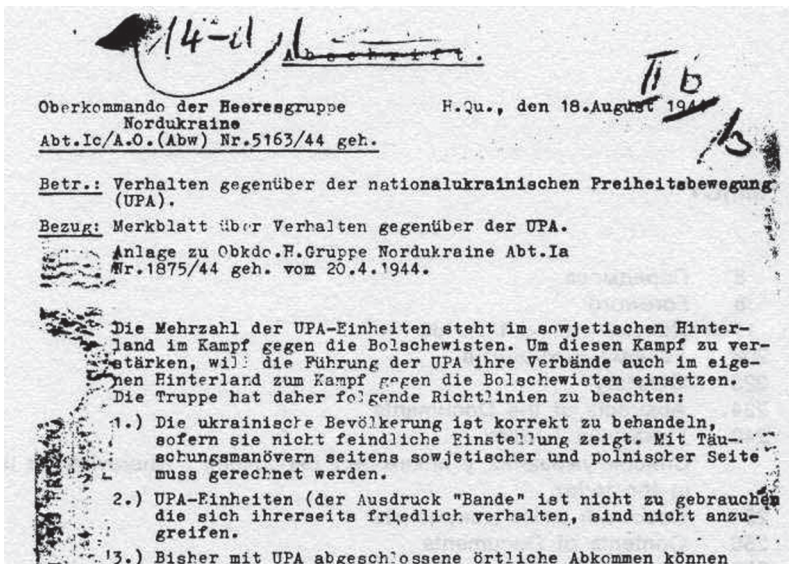 14-d
A b s c h r i f t .
II b
Oberkommando der Heeresgruppe
Nordukraine
Abt.Ic/A.O.(Abw) Nr.5163/44 geh.
H.Qu., den 18.August 194
Betr.: Verhalten gegenüber der nationalukrainischen Freiheitsbewegung
(UPA).
Bezug: Merkblatt über Verhalten gegenüber der UPA.
Anlage zu Obkdo.H.Gruppe Nordukraine Abt.Ia
Nr.1875/44 geh. vom 20.4.1944.
Die Mehrzahl der UPA-Einheiten steht im sowjetischen Hinter-
land im Kampf gegen die Bolschewisten. Um diesen Kampf zu ver-
stärken, will die Führung der UPA ihre Verbände auch im eige-
nen Hinterland zum Kampf gegen die Bolschewisten einsetzen.
Die Truppe hat daher folgende Richtlinien zu beachten:
1.) Die ukrainische Bevölkerung ist korrekt zu behandeln,
sofern sie nicht feindliche Einstellung zeigt. Mit Täu-
schungsmanövern seitens sowjetischer und polnischer Seite
muss gerechnet werden.
2.) UPA-Einheiten (der Ausdruck "Bande" ist nicht zu gebrauchen
die sich ihrerseits friedlich verhalten, sind nicht anzu-
greifen.
3.) Bisher mit UPA abgeschlossene örtliche Abkommen können